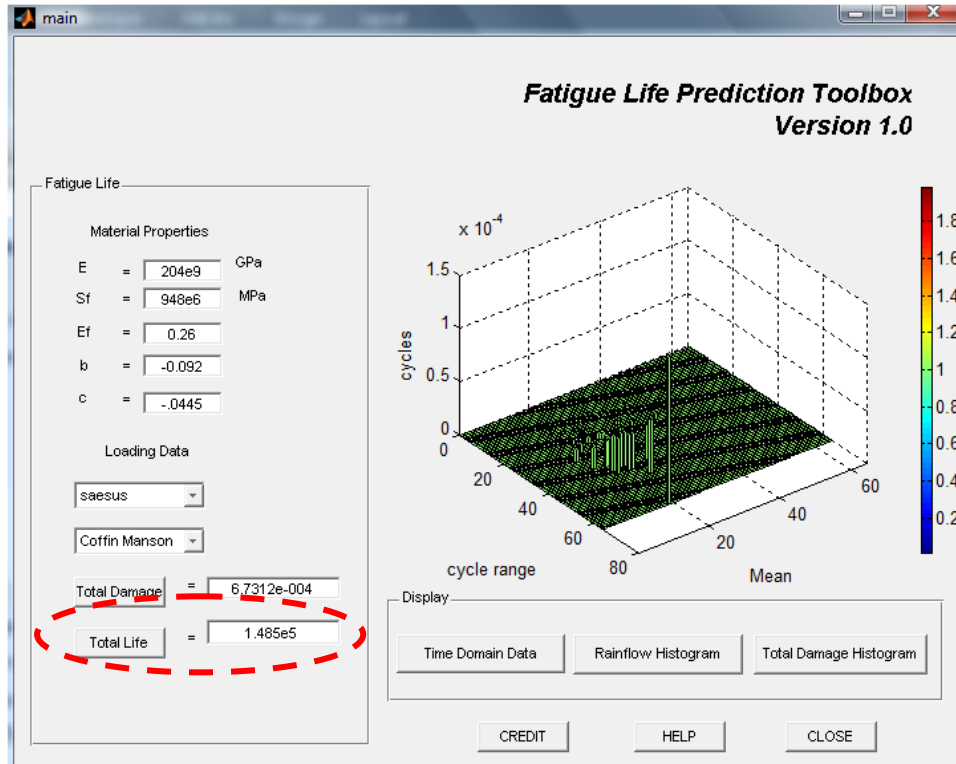 main
Fatigue Life Prediction Toolbox
Version 1.0
Fatigue Life
Material Properties
E = 204e9 GPa
Sf = 948e6 MPa
Ef = 0.26
b = -0.092
c = -.0445
Loading Data
saesus
Coffin Manson
Total Damage = 6.7312e-004
Total Life = 1.485e5
x 10-4
1.5
1
0.5
0
cycles
0
20
40
60
80
cycle range
20
40
60
Mean
1.8
1.6
1.4
1.2
1
0.8
0.6
0.4
0.2
Display
Time Domain Data
Rainflow Histogram
Total Damage Histogram
CREDIT
HELP
CLOSE